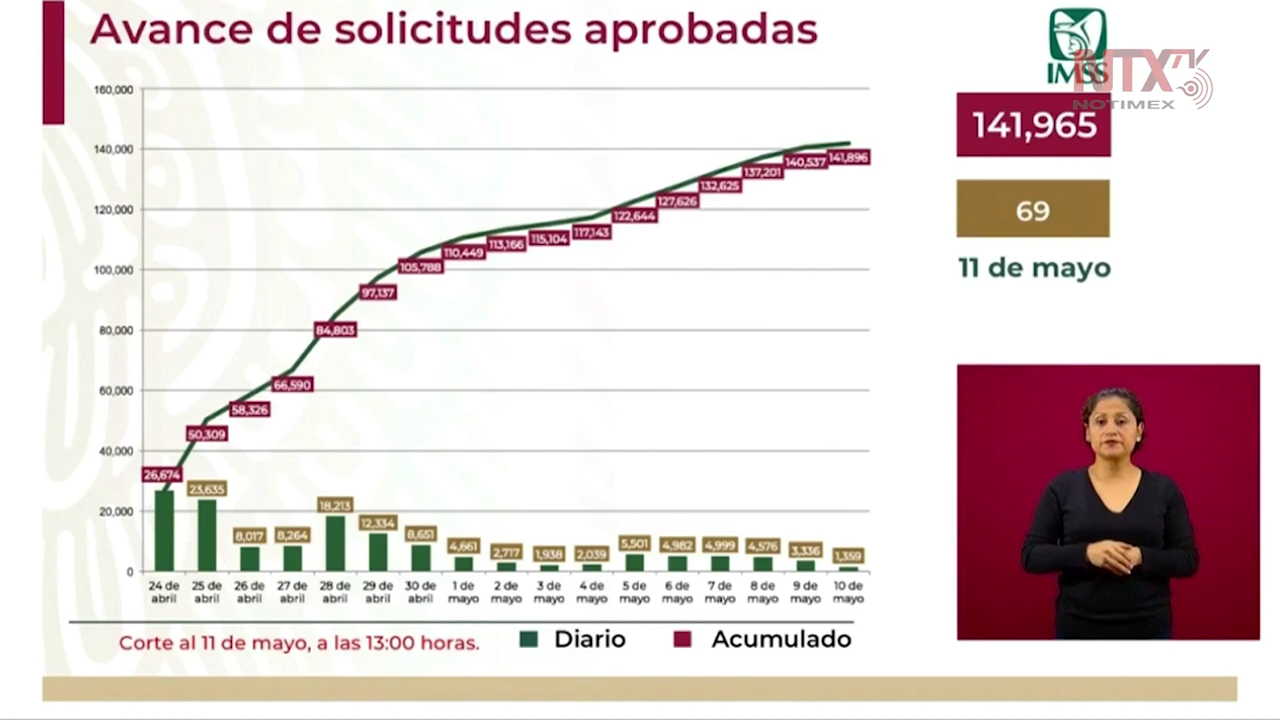 Avance de solicitudes aprobadas
IMSS
NTX
NOTIMEX
141,965
69
11 de mayo
160,000
140,000
120,000
100,000
80,000
60,000
40,000
20,000
0
26,674
50,309
58,326
66,590
84,803
97,137
105,788
110,449
113,166
115,104
117,143
122,644
127,626
132,625
137,201
140,537
141,896
23,635
8,017
8,264
18,213
12,334
8,651
4,661
2,717
1,938
2,039
5,501
4,982
4,999
4,576
3,336
1,359
24 de abril
25 de abril
26 de abril
27 de abril
28 de abril
29 de abril
30 de abril
1 de mayo
2 de mayo
3 de mayo
4 de mayo
5 de mayo
6 de mayo
7 de mayo
8 de mayo
9 de mayo
10 de mayo
Corte al 11 de mayo, a las 13:00 horas.
Diario
Acumulado